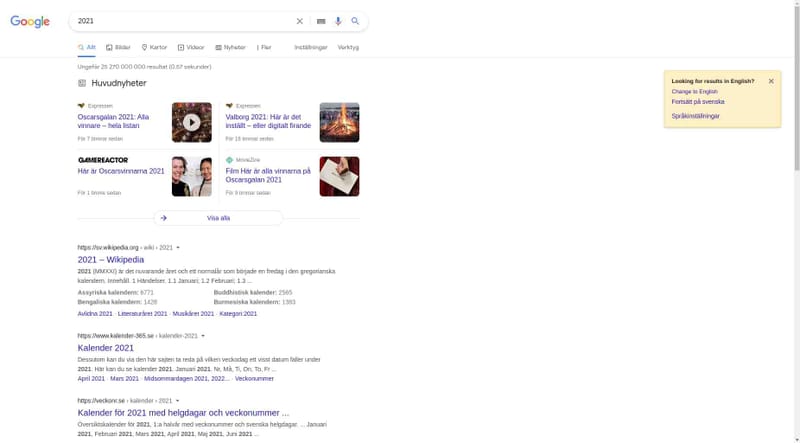 Google
2021
Allt Bilder Kartor Videor Nyheter Fler Inställningar Verktyg
Ungefär 25 270 000 000 resultat (0,67 sekunder)
Huvudnyheter
Expressen
Oscarsgalan 2021: Alla
vinnare – hela listan
För 7 timmar sedan
Expressen
Valborg 2021: Här är det
inställt – eller digitalt firande
För 18 timmar sedan
GAMEREACTOR
Här är Oscarsvinnarna 2021
För 1 timme sedan
MovieZine
Film Här är alla vinnarna på
Oscarsgalan 2021
För 9 timmar sedan
Visa alla
https://sv.wikipedia.org › wiki › 2021
2021 – Wikipedia
2021 (MMXXI) är det nuvarande året och ett normalår som började en fredag i den gregorianska
kalendern. Innehåll. 1 Händelser. 1.1 Januari; 1.2 Februari; 1.3 ...
Assyriska kalendern: 6771 Buddhistisk kalender: 2565
Bengaliska kalendern: 1428 Burmesiska kalendern: 1383
Avlidna 2021 · Litteraturåret 2021 · Musikåret 2021 · Kategori 2021
https://www.kalender-365.se › kalender-2021
Kalender 2021
Dessutom kan du via den här sajten ta reda på vilken veckodag ett visst datum faller under
2021. Här kan du se kalender 2021. Januari 2021. Nr, Må, Ti, On, To, Fr ...
April 2021 · Mars 2021 · Midsommardagen 2021, 2022... · Veckonummer
https://veckonr.se › kalender › 2021
Kalender för 2021 med helgdagar och veckonummer ...
Översiktskalender för 2021, 1:a halvår med veckonummer och svenska helgdagar. ... Januari
2021, Februari 2021, Mars 2021, April 2021, Maj 2021, Juni 2021 ...
Looking for results in English?
Change to English
Fortsätt på svenska
Språkinställningar